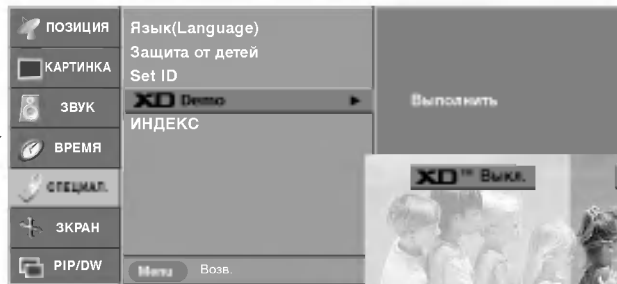 ПОЗИЦИЯ
КАРТИНКА
ЗВУК
ВРЕМЯ
СПЕЦИАЛ.
ЗКРАН
PIP/DW
Язык(Language)
Защита от детей
Set ID
XD Demo
ИНДЕКС
Menu Возв.
Выполнить
XD™ Выкл.